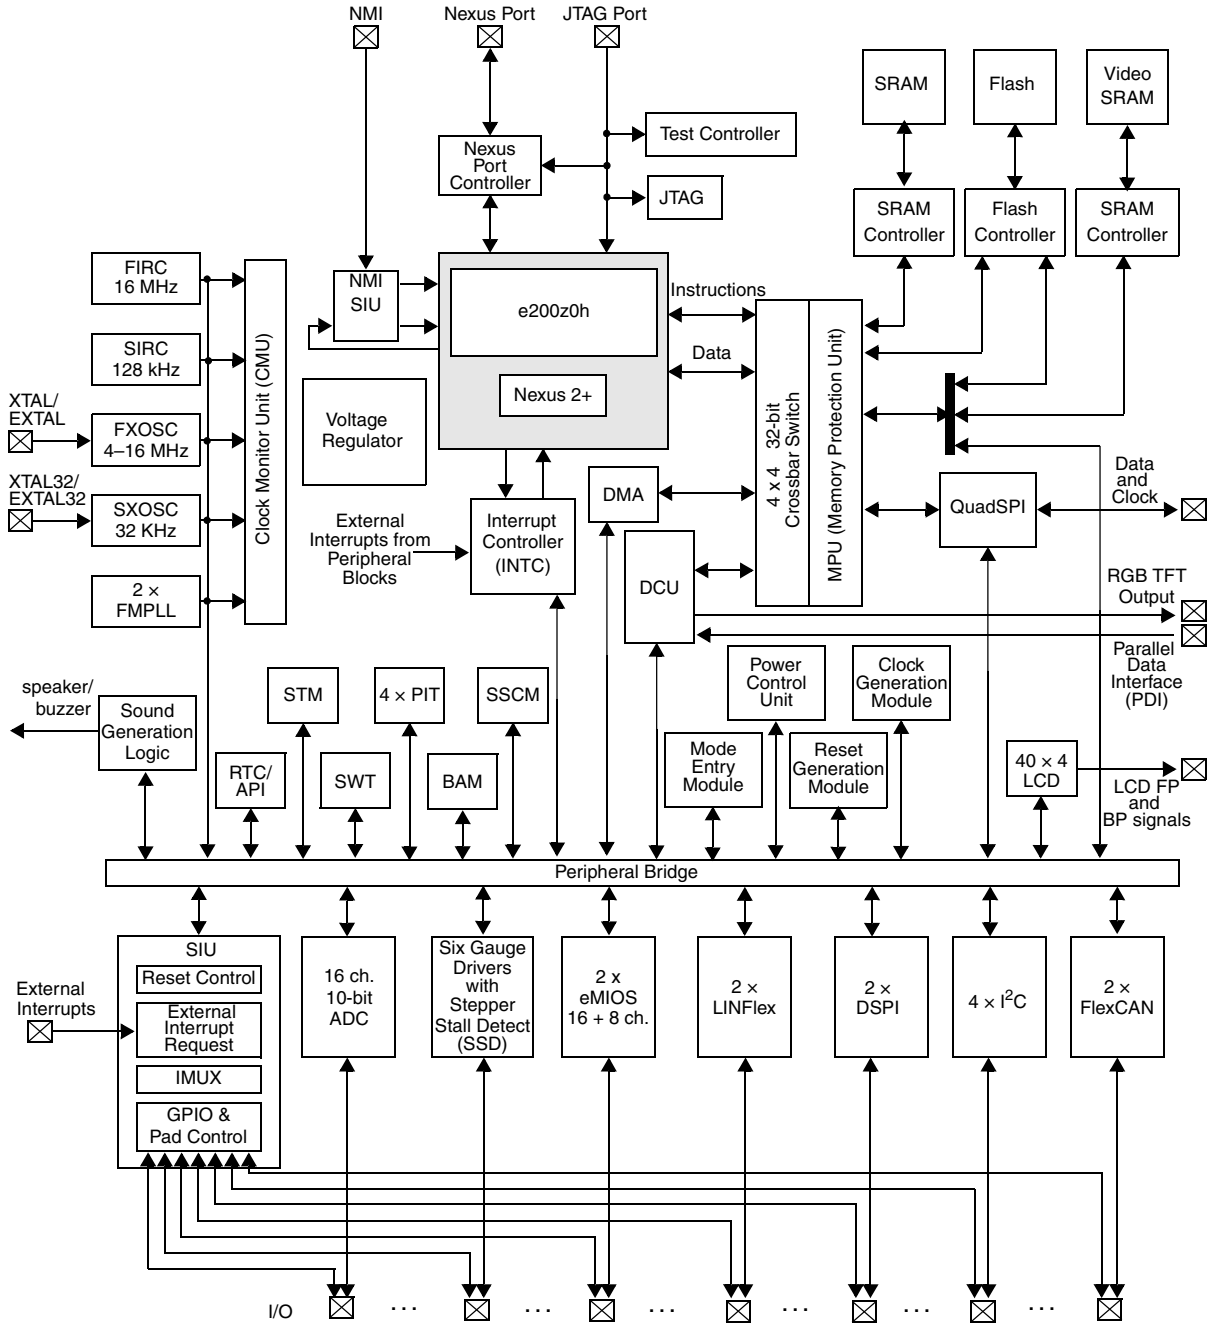 NMI
Nexus Port
JTAG Port
SRAM
Flash
Video
SRAM
Test Controller
Nexus
Port
Controller
JTAG
SRAM
Controller
Flash
Controller
SRAM
Controller
FIRC
16 MHz
NMI
SIU
e200z0h
Instructions
SIRC
128 kHz
Data
Clock Monitor Unit (CMU)
4 x 4 32-bit
Crossbar Switch
MPU (Memory Protection Unit)
Nexus 2+
XTAL/
EXTAL
FXOSC
4–16 MHz
Voltage
Regulator
XTAL32/
EXTAL32
SXOSC
32 KHz
DMA
QuadSPI
Data
and
Clock
External
Interrupts from
Peripheral
Blocks
Interrupt
Controller
(INTC)
2 ×
FMPLL
DCU
RGB TFT
Output
Parallel
Data
Interface
(PDI)
speaker/
buzzer
Sound
Generation
Logic
STM
4 × PIT
SSCM
Power
Control
Unit
Clock
Generation
Module
RTC/
API
SWT
BAM
Mode
Entry
Module
Reset
Generation
Module
40 × 4
LCD
LCD FP
and
BP signals
Peripheral Bridge
SIU
Reset Control
External
Interrupt
Request
IMUX
GPIO &
Pad Control
External
Interrupts
16 ch.
10-bit
ADC
Six Gauge
Drivers
with
Stepper
Stall Detect
(SSD)
2 x
eMIOS
16 + 8 ch.
2 ×
LINFlex
2 ×
DSPI
4 × I²C
2 ×
FlexCAN
I/O
... ... ... ... ... ...